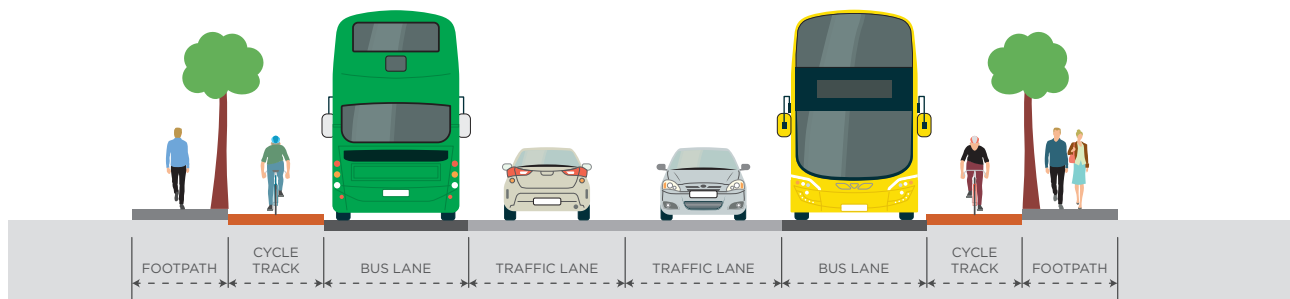 FOOTPATH
CYCLE
TRACK
BUS LANE
TRAFFIC LANE
TRAFFIC LANE
BUS LANE
CYCLE
TRACK
FOOTPATH